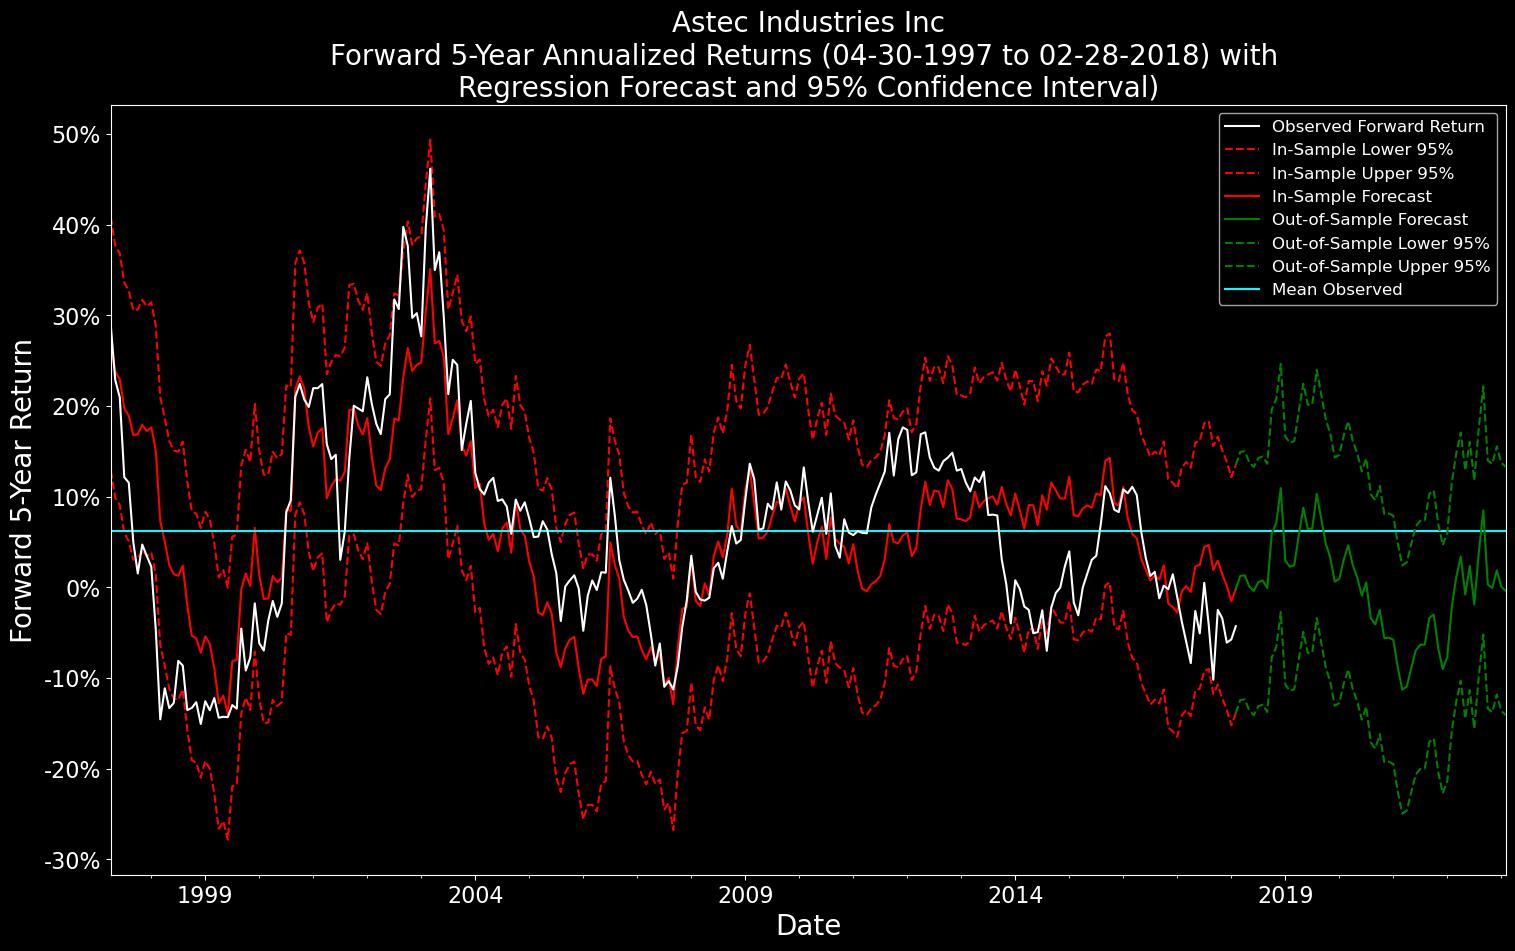 Astec Industries Inc
Forward 5-Year Annualized Returns (04-30-1997 to 02-28-2018) with
Regression Forecast and 95% Confidence Interval)
Observed Forward Return
In-Sample Lower 95%
In-Sample Upper 95%
In-Sample Forecast
Out-of-Sample Forecast
Out-of-Sample Lower 95%
Out-of-Sample Upper 95%
Mean Observed
Forward 5-Year Return
50%
40%
30%
20%
10%
0%
-10%
-20%
-30%
1999
2004
2009
2014
2019
Date